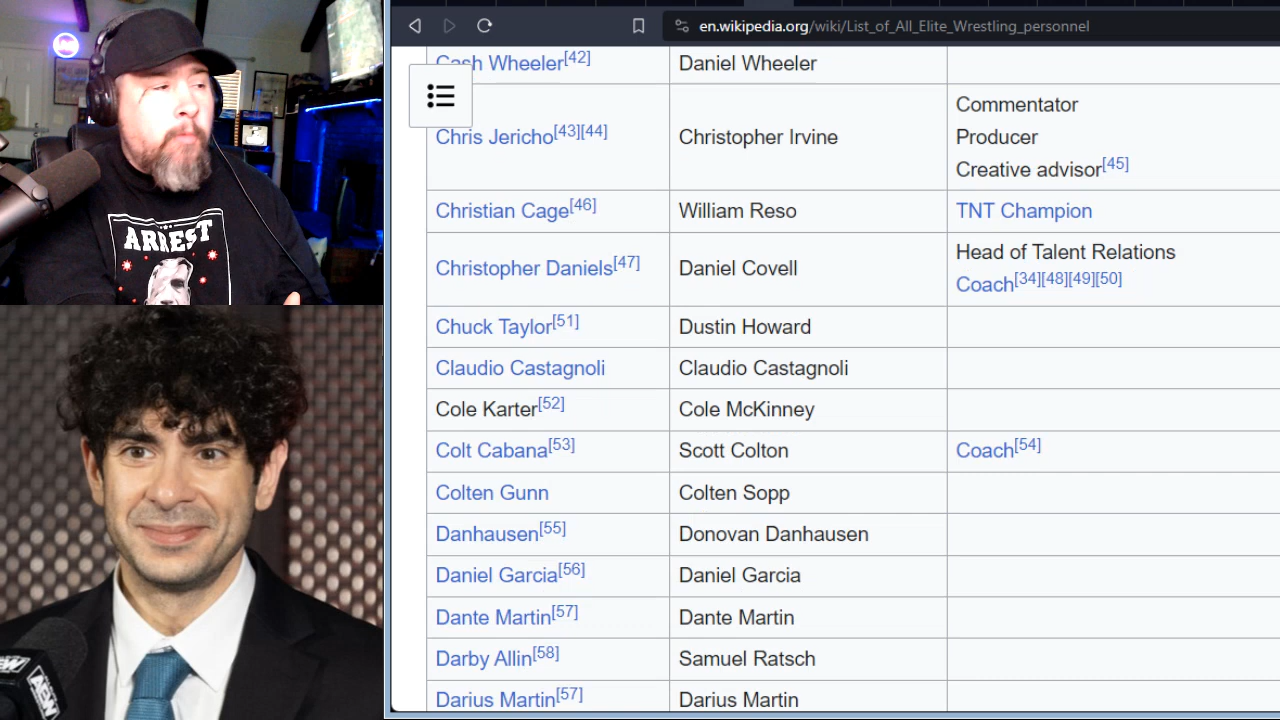 en.wikipedia.org/wiki/List_of_All_Elite_Wrestling_personnel
Cash Wheeler[42] Daniel Wheeler
Chris Jericho[43][44] Christopher Irvine
Commentator
Producer
Creative advisor[45]
Christian Cage[46] William Reso TNT Champion
Christopher Daniels[47] Daniel Covell
Head of Talent Relations
Coach[34][48][49][50]
Chuck Taylor[51] Dustin Howard
Claudio Castagnoli Claudio Castagnoli
Cole Karter[52] Cole McKinney
Colt Cabana[53] Scott Colton Coach[54]
Colten Gunn Colten Sopp
Danhausen[55] Donovan Danhausen
Daniel Garcia[56] Daniel Garcia
Dante Martin[57] Dante Martin
Darby Allin[58] Samuel Ratsch
Darius Martin[57] Darius Martin
ARREST
AEW